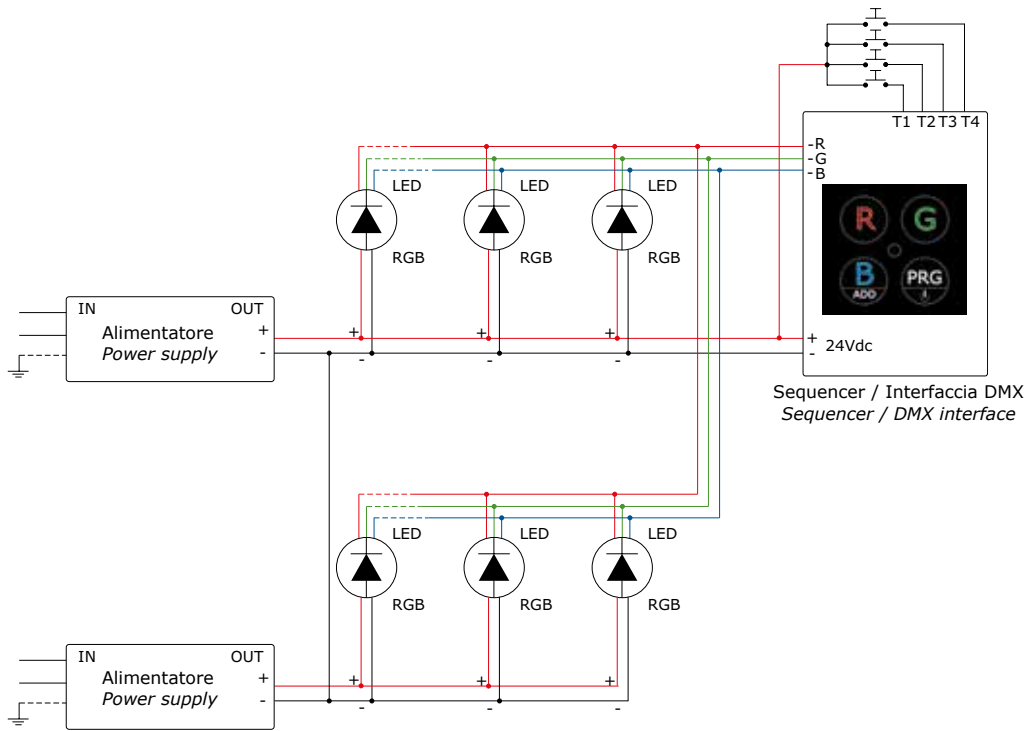 T1 T2 T3 T4
-R
-G
-B
LED LED LED
RGB RGB RGB
R G
B PRG
ADD
IN OUT
Alimentatore
Power supply
+
-
+ + +
- - -
+
-
24Vdc
Sequencer / Interfaccia DMX
Sequencer / DMX interface
LED LED LED
RGB RGB RGB
IN OUT
Alimentatore
Power supply
+
-
+ + +
- - -